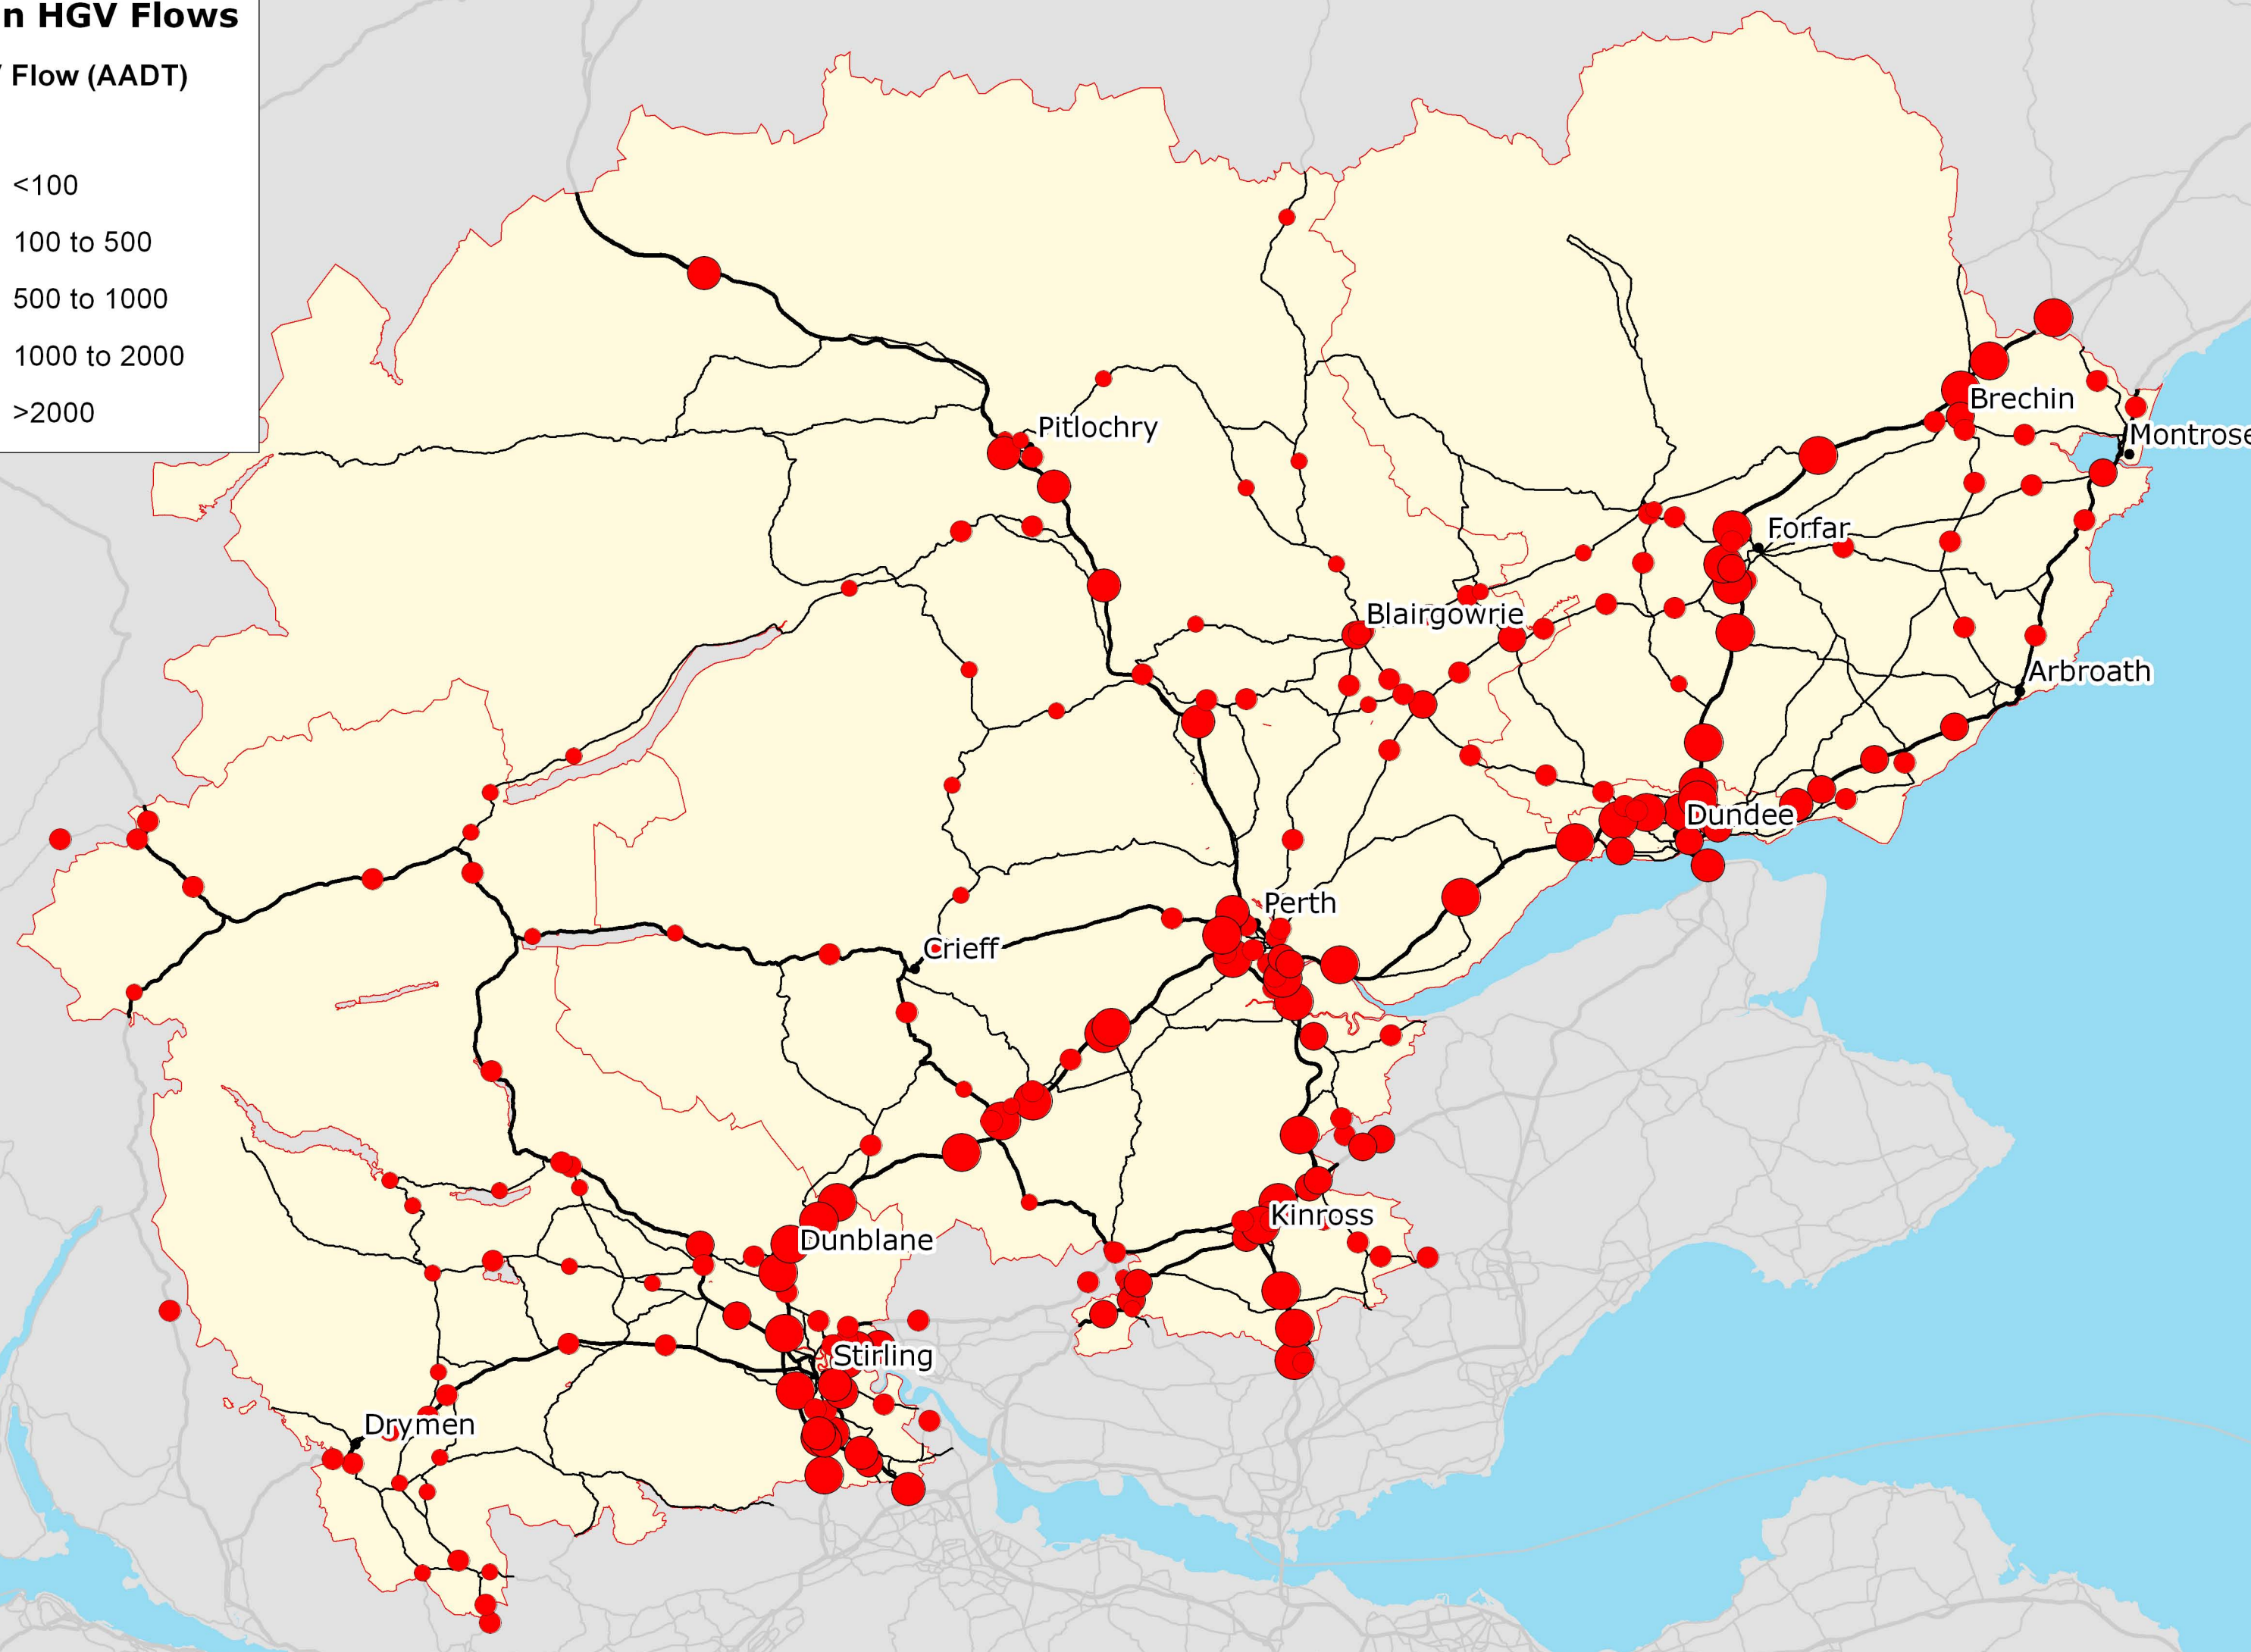 n HGV Flows
Flow (AADT)
<100
100 to 500
500 to 1000
1000 to 2000
>2000
Pitlochry
Brechin
Montrose
Forfar
Blairgowrie
Arbroath
Dundee
Perth
Crieff
Kinross
Dunblane
Stirling
Drymen